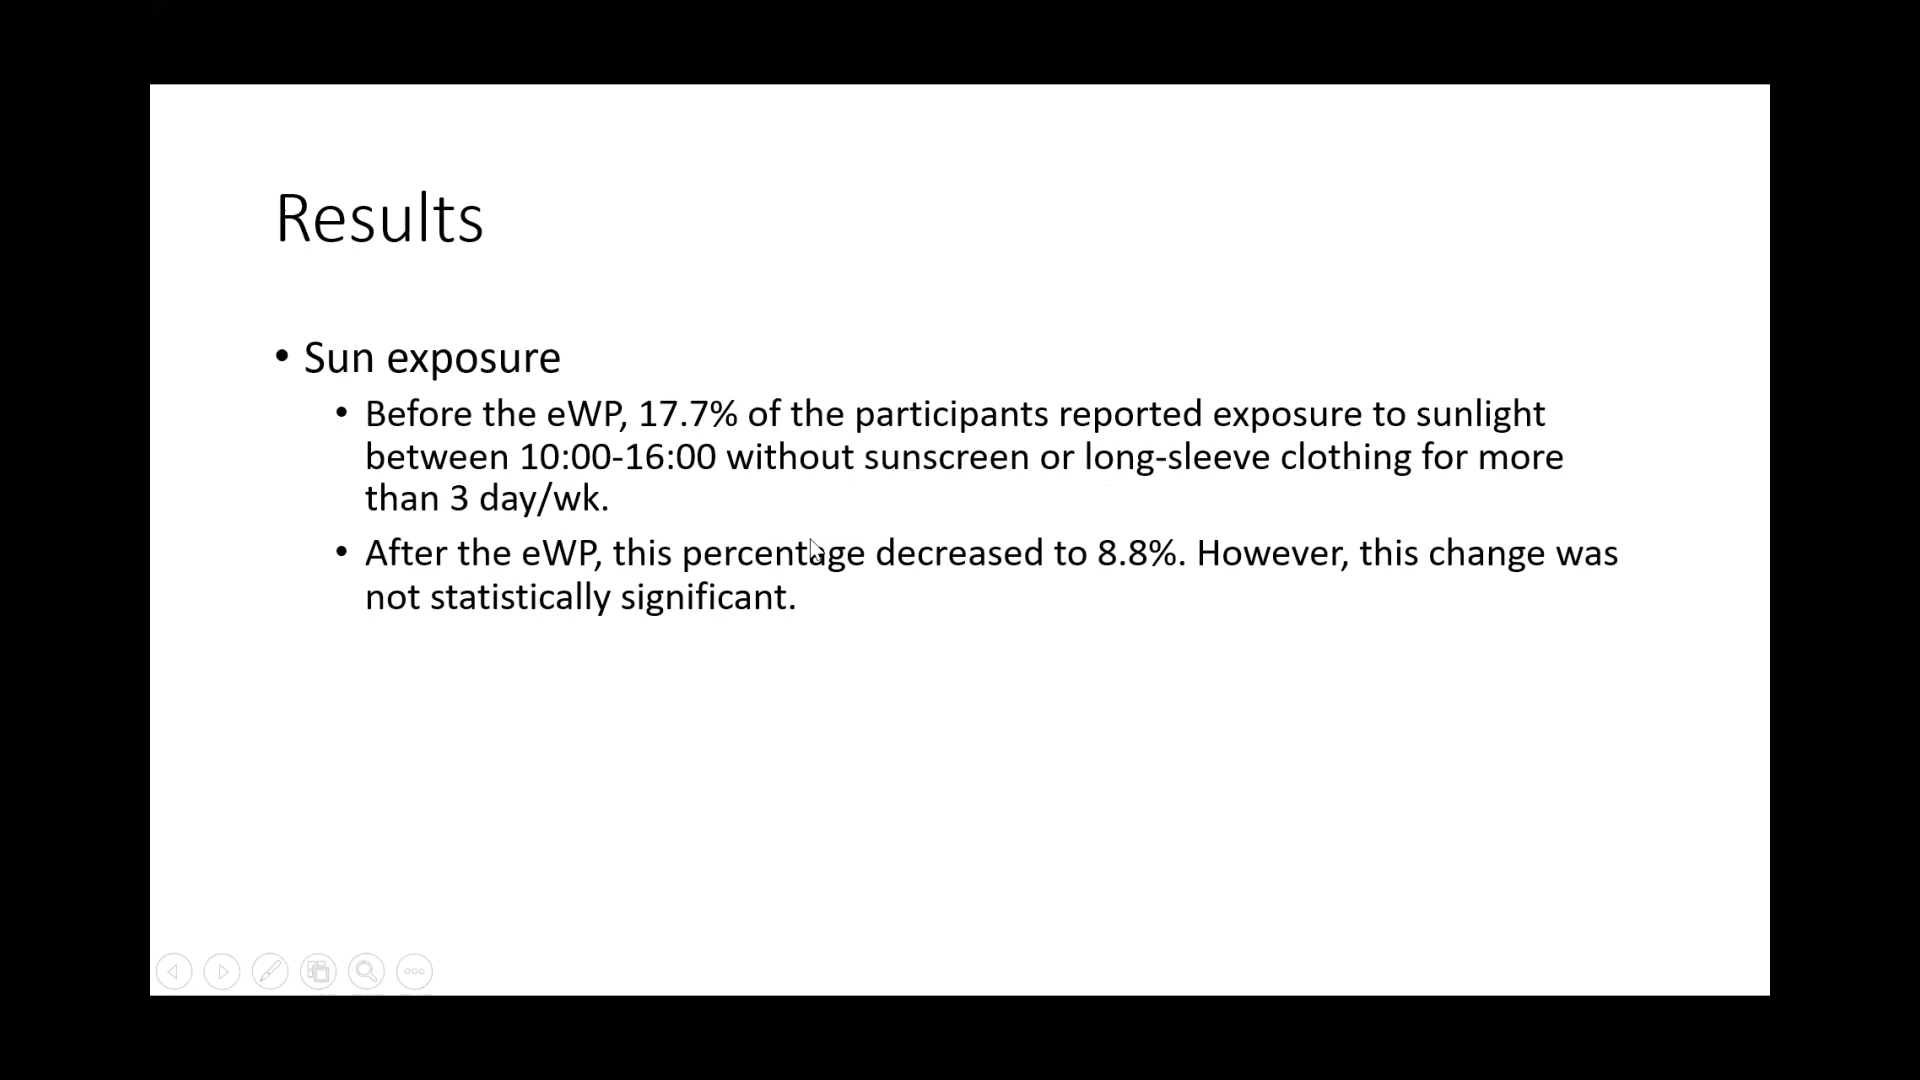 Results
• Sun exposure
• Before the eWP, 17.7% of the participants reported exposure to sunlight
between 10:00-16:00 without sunscreen or long-sleeve clothing for more
than 3 day/wk.
• After the eWP, this percentage decreased to 8.8%. However, this change was
not statistically significant.